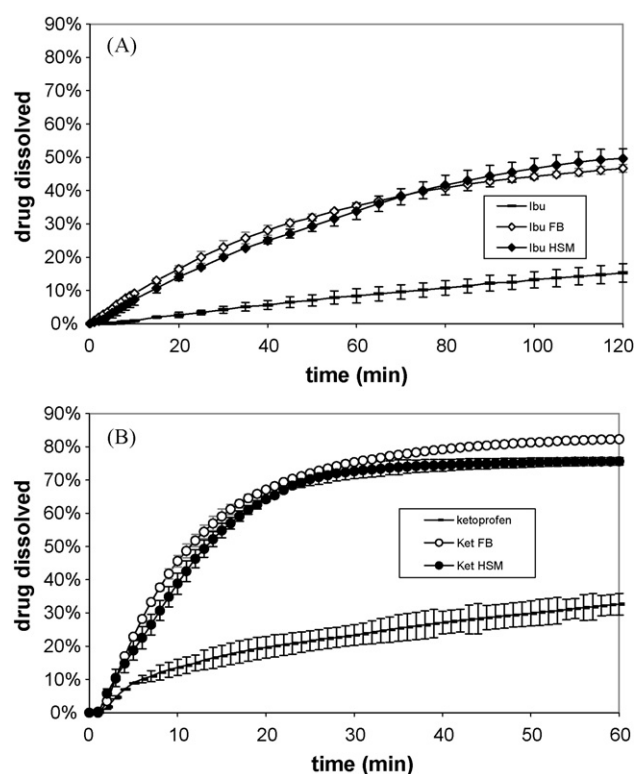 90%
(A)
80%
70%
60%
50%
40%
30%
20%
10%
0%
drug dissolved
Ibu
Ibu FB
Ibu HSM
0 20 40 60 80 100 120
time (min)
90%
(B)
80%
70%
60%
50%
40%
30%
20%
10%
0%
drug dissolved
ketoprofen
Ket FB
Ket HSM
0 10 20 30 40 50 60
time (min)